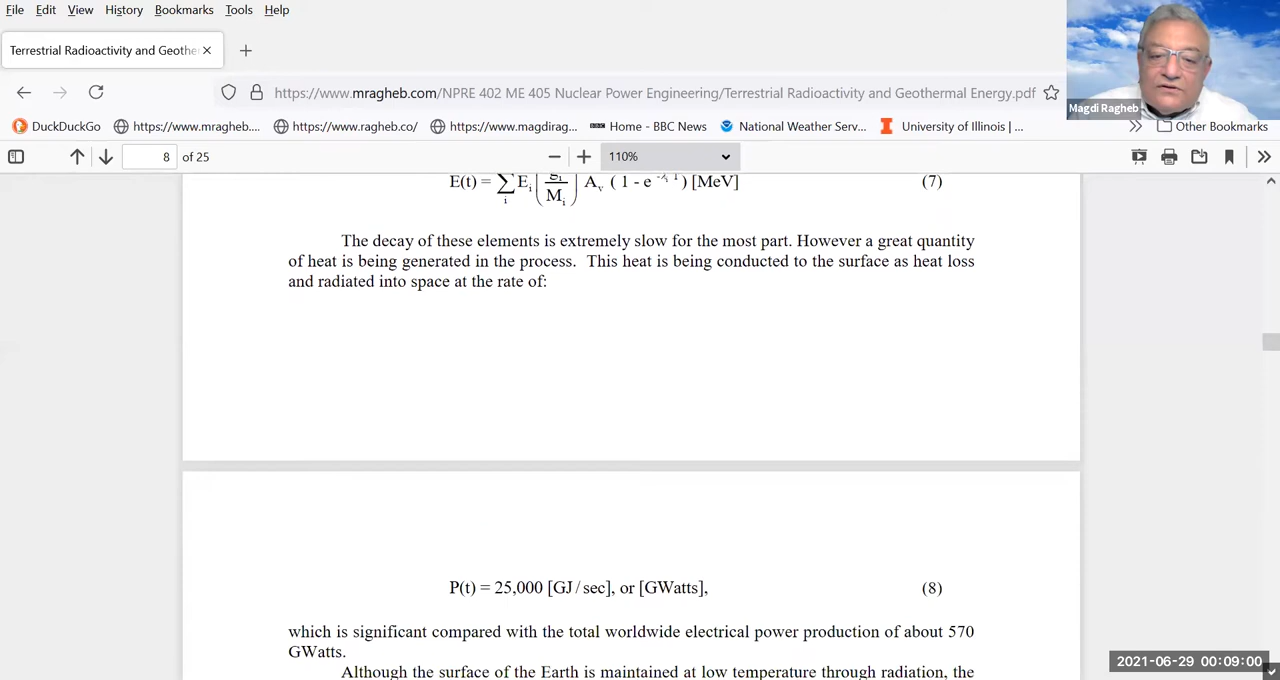 File Edit View History Bookmarks Tools Help
Terrestrial Radioactivity and Geothe
https://www.mragheb.com/NPRE 402 ME 405 Nuclear Power Engineering/Terrestrial Radioactivity and Geothermal Energy.pdf
Magdi Ragheb
DuckDuckGo https://www.mragheb.... https://www.ragheb.co/ https://www.magdirag... BBC Home - BBC News National Weather Serv... University of Illinois | ... Other Bookmarks
8 of 25 110%
E(t) = ∑ E_i ( g_i / M_i ) A_v ( 1 - e ) [MeV] (7)
The decay of these elements is extremely slow for the most part. However a great quantity
of heat is being generated in the process. This heat is being conducted to the surface as heat loss
and radiated into space at the rate of:
P(t) = 25,000 [GJ/sec], or [GWatts], (8)
which is significant compared with the total worldwide electrical power production of about 570
GWatts.
Although the surface of the Earth is maintained at low temperature through radiation, the
2021-06-29 00:09:00